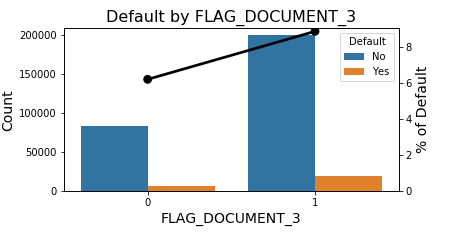 Default by FLAG_DOCUMENT_3
200000
150000
100000
50000
0
Count
0
1
FLAG_DOCUMENT_3
8
6
4
2
0
% of Default
Default
No
Yes